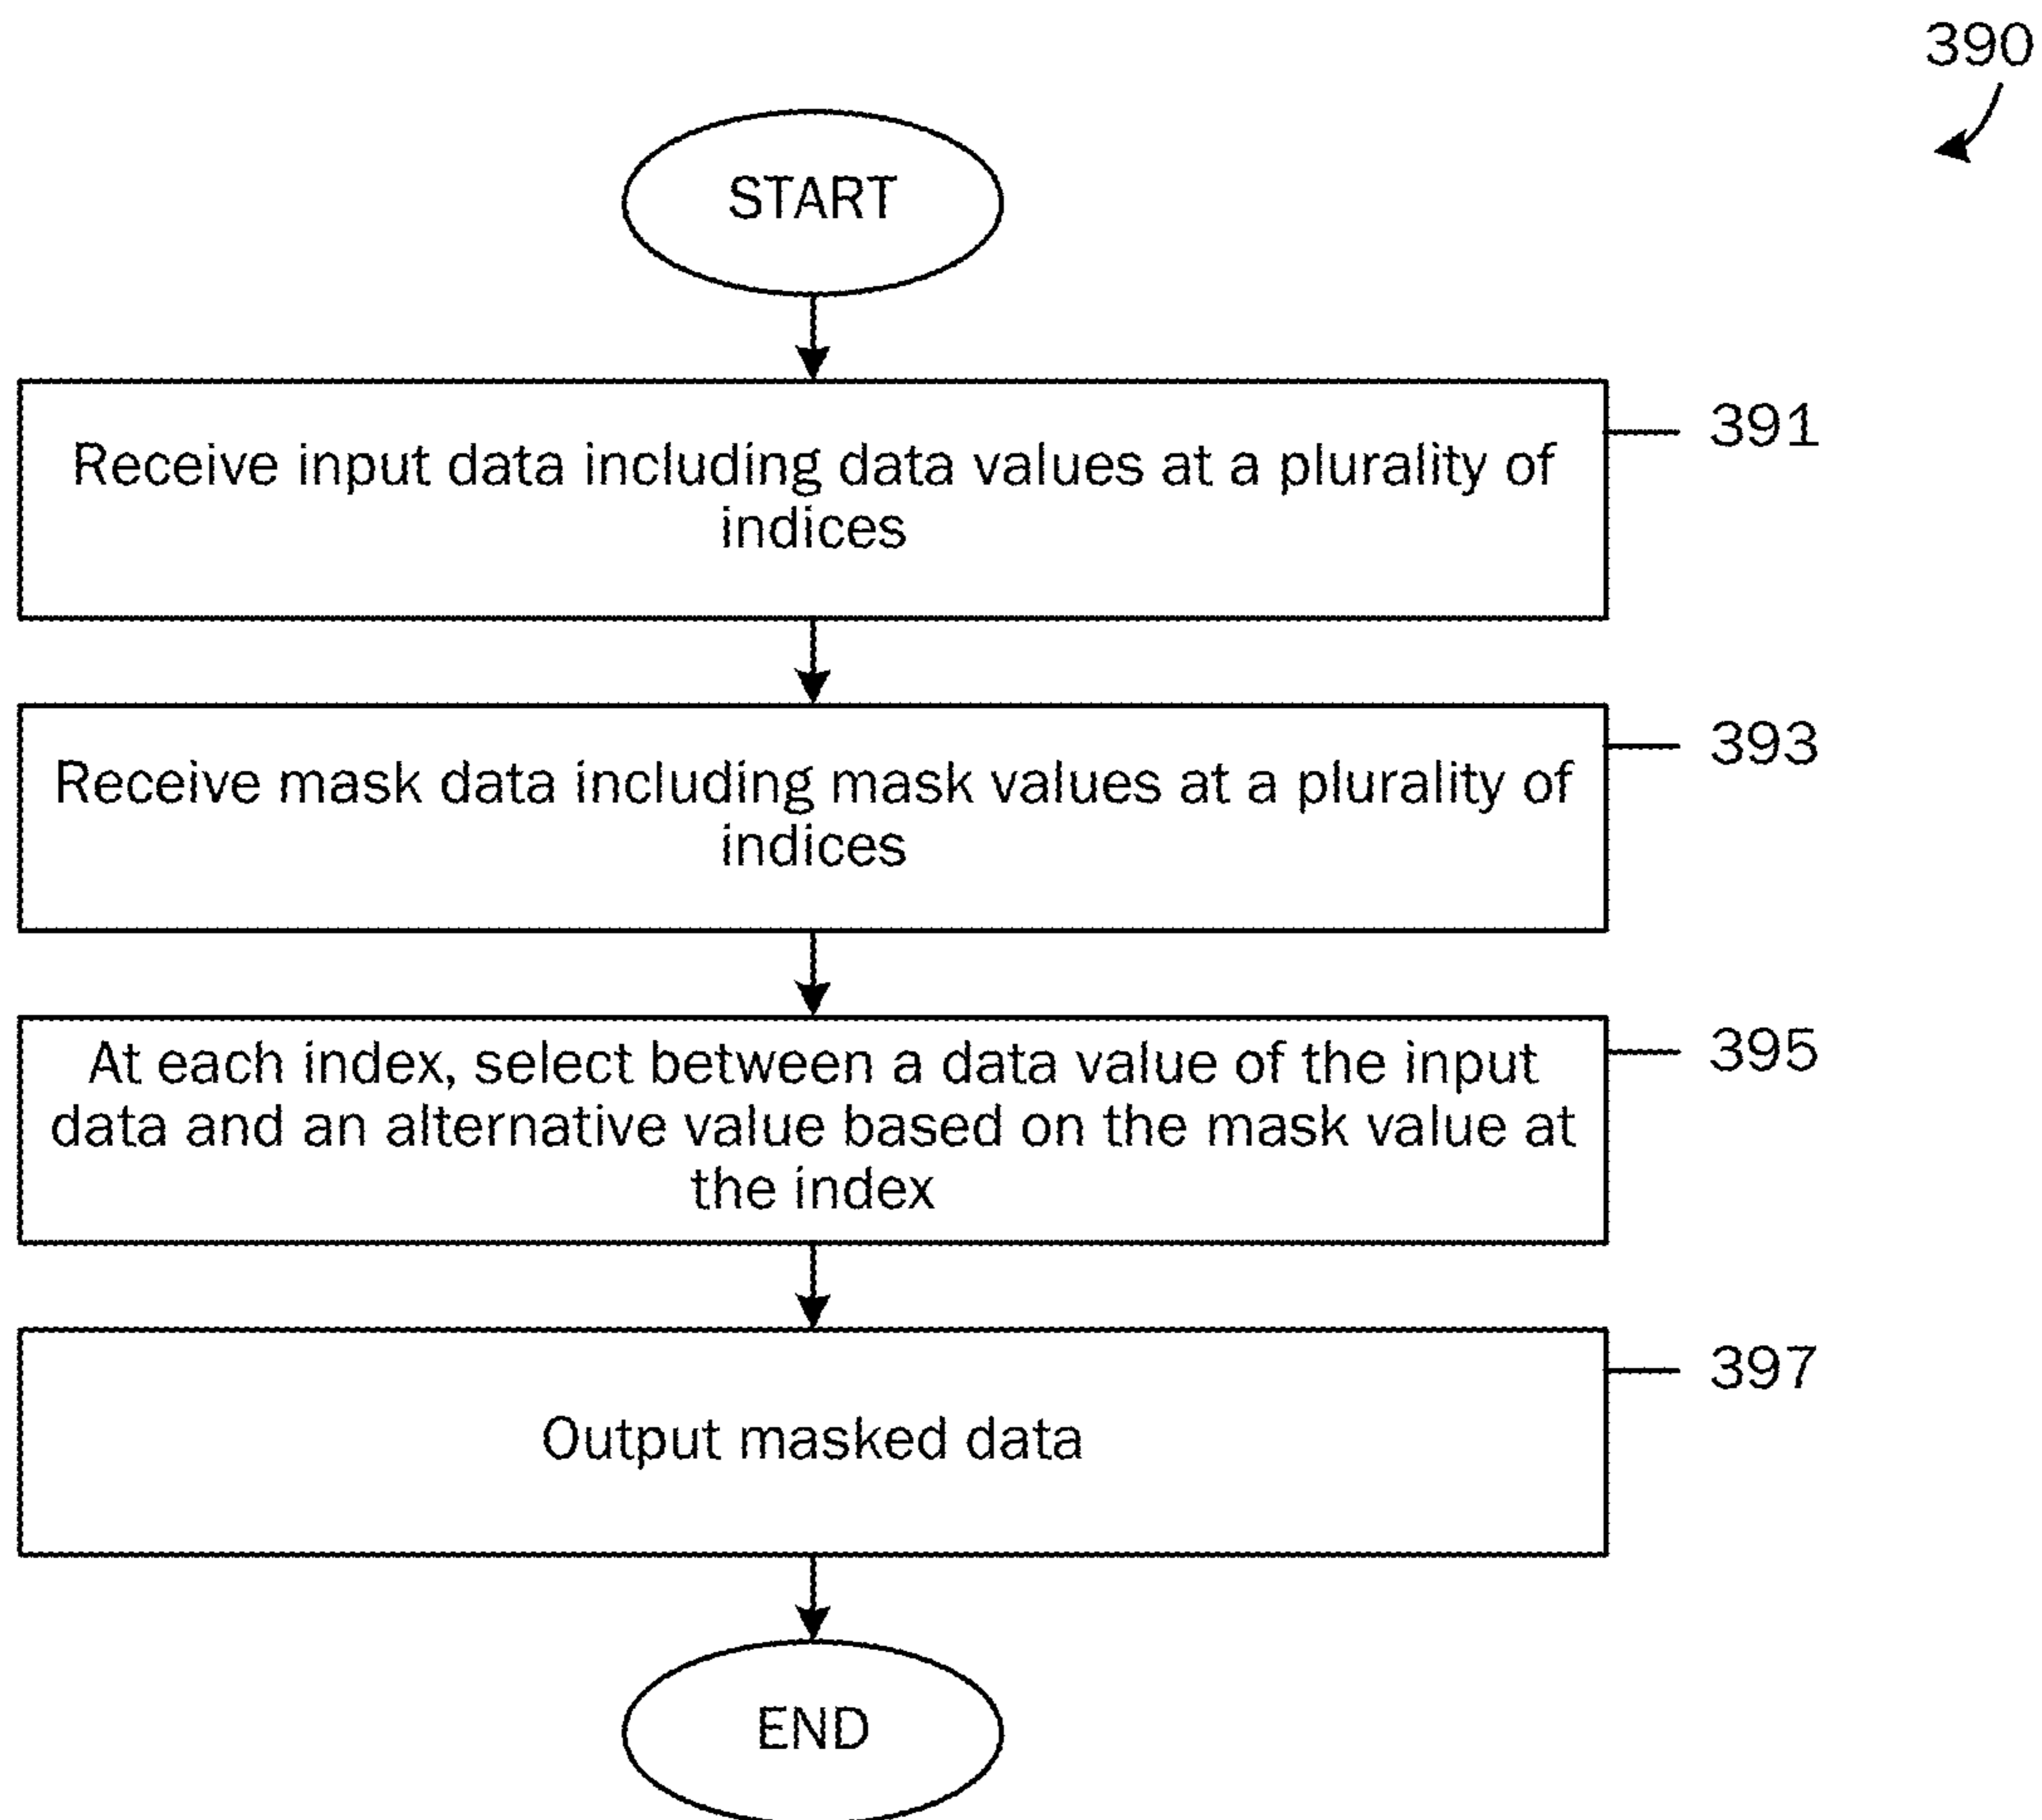 390
START
Receive input data including data values at a plurality of
indices
391
Receive mask data including mask values at a plurality of
indices
393
At each index, select between a data value of the input
data and an alternative value based on the mask value at
the index
395
Output masked data
397
END